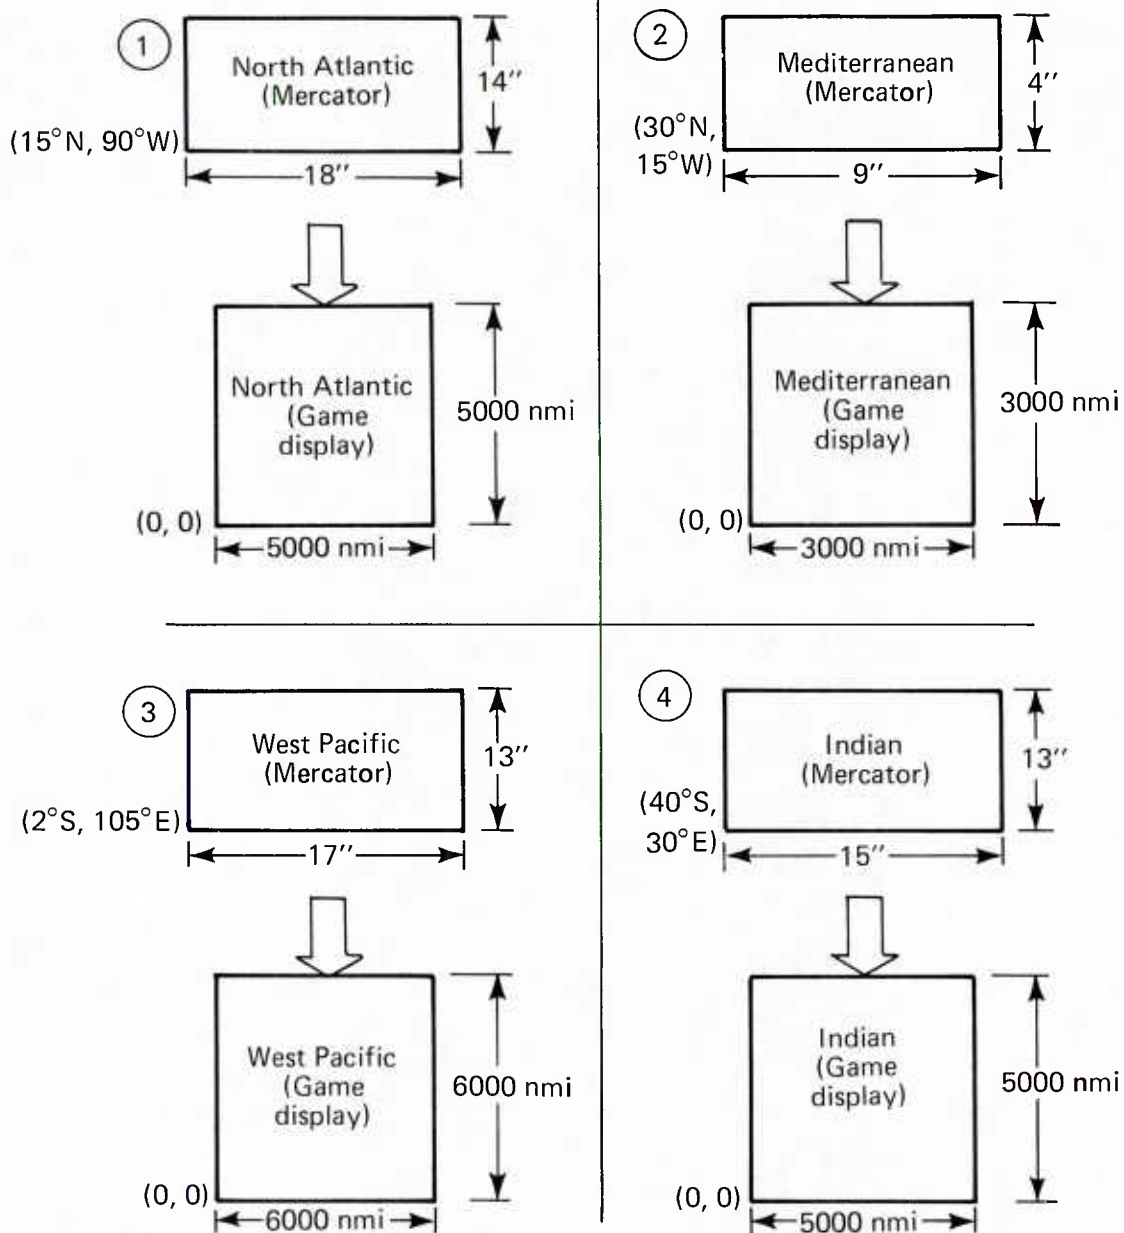 1
North Atlantic
(Mercator)
14″
(15°N, 90°W)
18″
North Atlantic
(Game
display)
5000 nmi
(0, 0)
5000 nmi
2
Mediterranean
(Mercator)
4″
(30°N,
15°W)
9″
Mediterranean
(Game
display)
3000 nmi
(0, 0)
3000 nmi
3
West Pacific
(Mercator)
13″
(2°S, 105°E)
17″
West Pacific
(Game
display)
6000 nmi
(0, 0)
6000 nmi
4
Indian
(Mercator)
13″
(40°S,
30°E)
15″
Indian
(Game
display)
5000 nmi
(0, 0)
5000 nmi